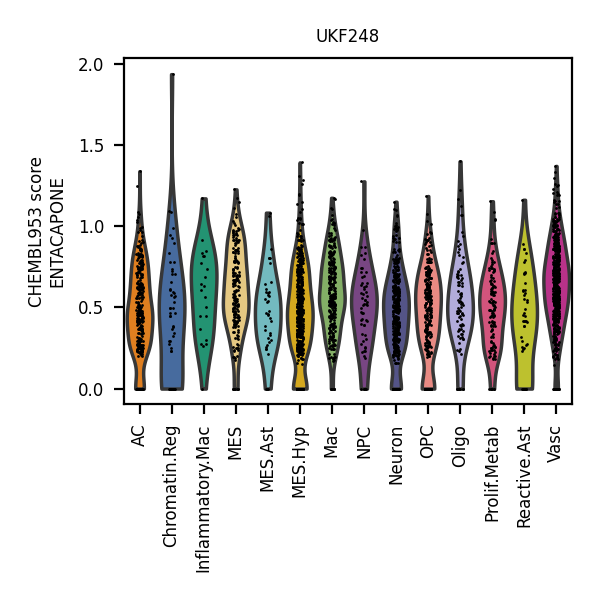 UKF248
CHEMBL953 score
ENTACAPONE
2.0
1.5
1.0
0.5
0.0
AC
Chromatin.Reg
Inflammatory.Mac
MES
MES.Ast
MES.Hyp
Mac
NPC
Neuron
OPC
Oligo
Prolif.Metab
Reactive.Ast
Vasc